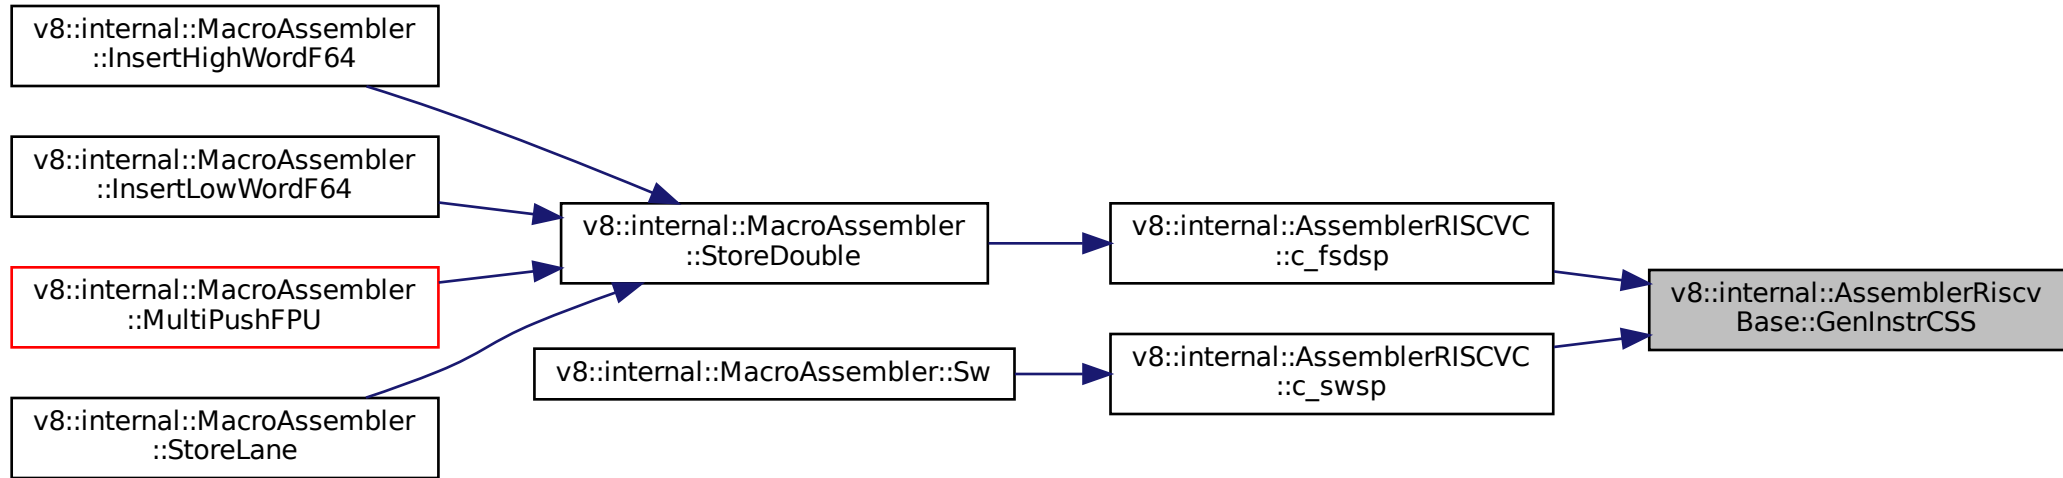 v8::internal::MacroAssembler
::InsertHighWordF64
v8::internal::MacroAssembler
::InsertLowWordF64
v8::internal::MacroAssembler
::MultiPushFPU
v8::internal::MacroAssembler
::StoreLane
v8::internal::MacroAssembler
::StoreDouble
v8::internal::MacroAssembler::Sw
v8::internal::AssemblerRISCVC
::c_fsdsp
v8::internal::AssemblerRISCVC
::c_swsp
v8::internal::AssemblerRiscv
Base::GenInstrCSS